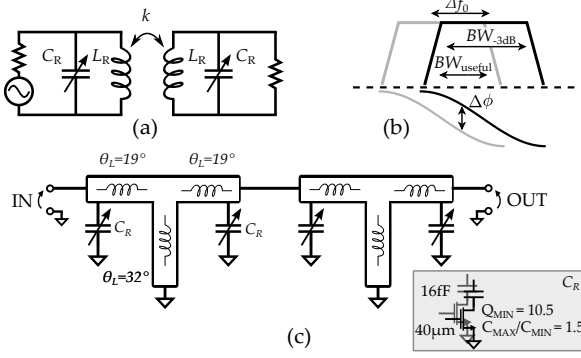 k
Δf₀
C_R L_R L_R C_R
BW_-3dB
BW_useful
(a)
Δϕ
(b)
θ_L=19° θ_L=19°
IN OUT
C_R C_R
θ_L=32°
C_R
16fF
Q_MIN = 10.5
40μm C_MAX/C_MIN = 1.5
(c)